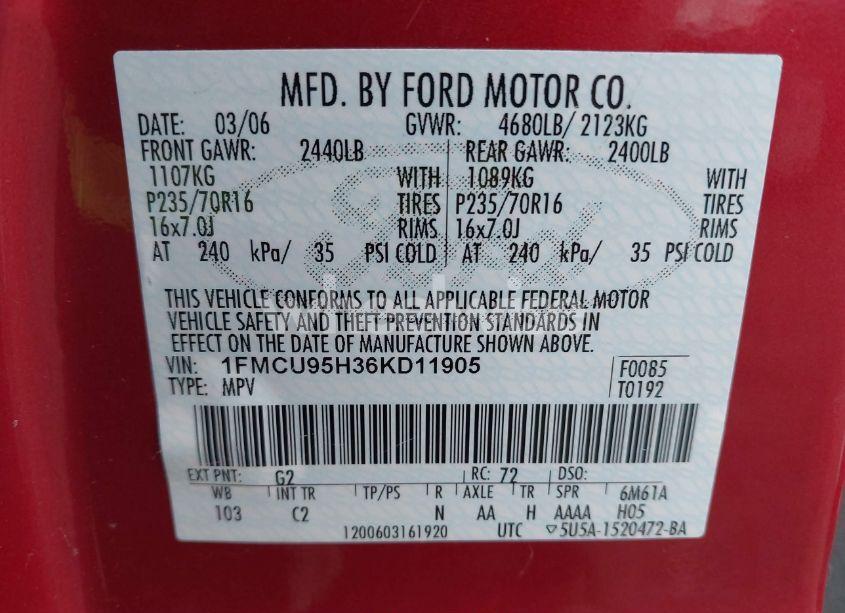 MFD. BY FORD MOTOR CO.
DATE: 03/06 GVWR: 4680LB/ 2123KG
FRONT GAWR: 2440LB REAR GAWR: 2400LB
1107KG WITH 1089KG WITH
P235/70R16 TIRES P235/70R16 TIRES
16x7.0J RIMS 16x7.0J RIMS
AT 240 kPa/ 35 PSI COLD AT 240 kPa/ 35 PSI COLD
THIS VEHICLE CONFORMS TO ALL APPLICABLE FEDERAL MOTOR
VEHICLE SAFETY AND THEFT PREVENTION STANDARDS IN
EFFECT ON THE DATE OF MANUFACTURE SHOWN ABOVE.
VIN: 1FMCU95H36KD11905 F0085
TYPE: MPV T0192
EXT PNT: G2 RC: 72 DSO:
WB INT TR TP/PS R AXLE TR SPR 6M61A
103 C2 N AA H AAAA H05
1200603161920 UTC ▽5U5A-1520472-BA